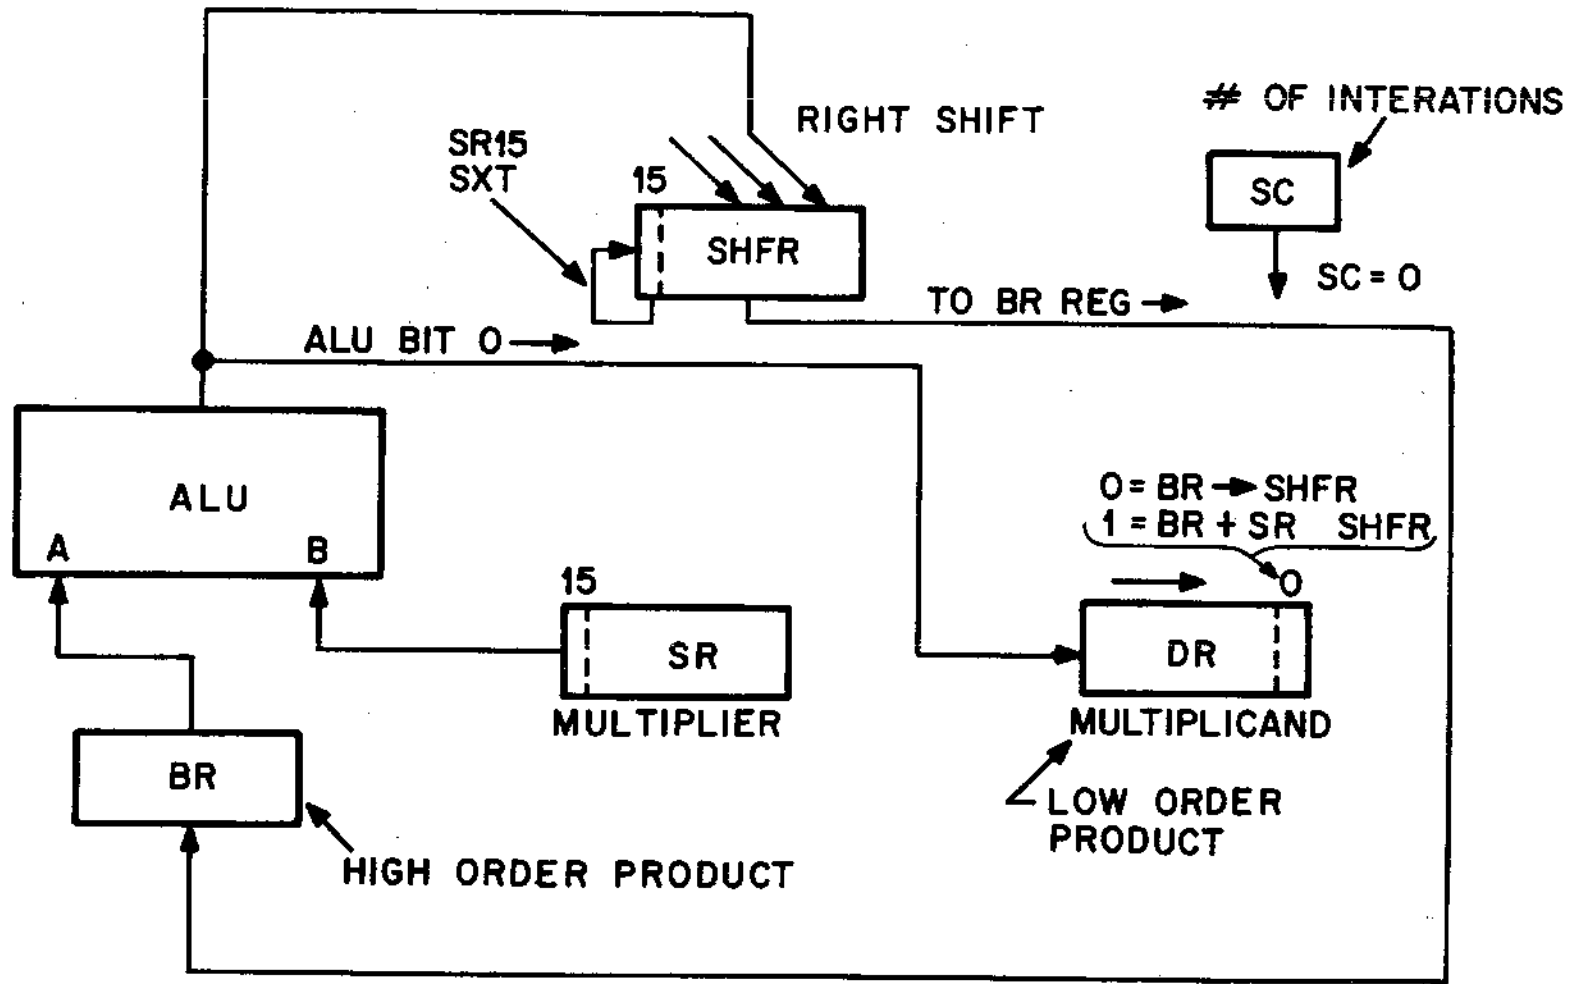 # OF INTERATIONS
RIGHT SHIFT
SR15
SXT
15
SC
SHFR
SC = 0
TO BR REG
ALU BIT 0
ALU
A
B
0 = BR → SHFR
1 = BR + SR SHFR
15
0
SR
DR
MULTIPLIER
MULTIPLICAND
BR
LOW ORDER
PRODUCT
HIGH ORDER PRODUCT